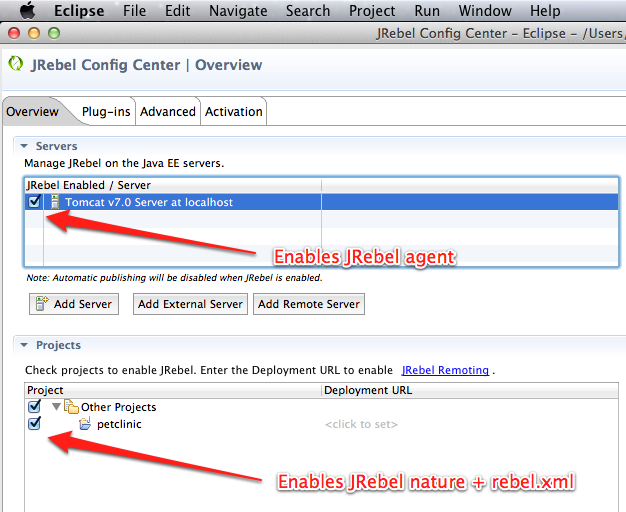 Eclipse File Edit Navigate Search Project Run Window Help
JRebel Config Center – Eclipse – /Users/
JRebel Config Center | Overview
Overview Plug-ins Advanced Activation
Servers
Manage JRebel on the Java EE servers.
JRebel Enabled / Server
Tomcat v7.0 Server at localhost
Enables JRebel agent
Note: Automatic publishing will be disabled when JRebel is enabled.
Add Server Add External Server Add Remote Server
Projects
Check projects to enable JRebel. Enter the Deployment URL to enable JRebel Remoting .
Project Deployment URL
Other Projects
petclinic <click to set>
Enables JRebel nature + rebel.xml